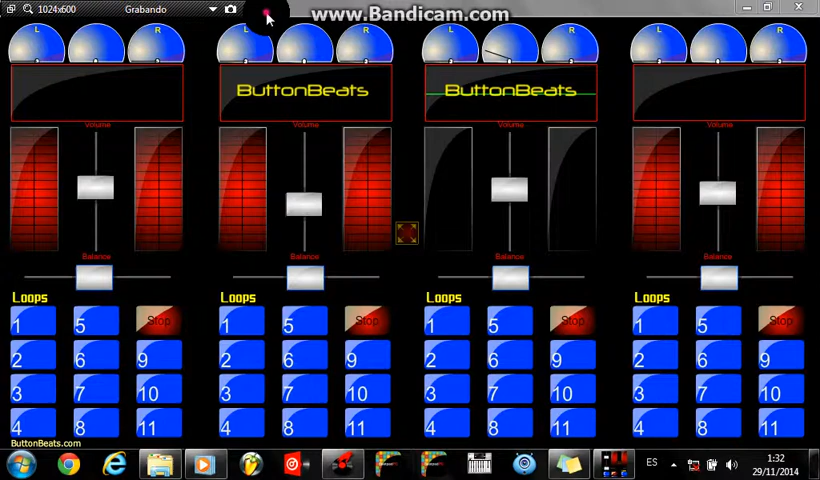 1024x600 Grabando www.Bandicam.com
L R L R L R L R
ButtonBeats ButtonBeats
Volume Volume Volume Volume
Balance Balance Balance Balance
Loops Loops Loops Loops
1 5 Stop 1 5 Stop 1 5 Stop 1 5 Stop
2 6 9 2 6 9 2 6 9 2 6 9
3 7 10 3 7 10 3 7 10 3 7 10
4 8 11 4 8 11 4 8 11 4 8 11
ButtonBeats.com
ES 1:32
29/11/2014